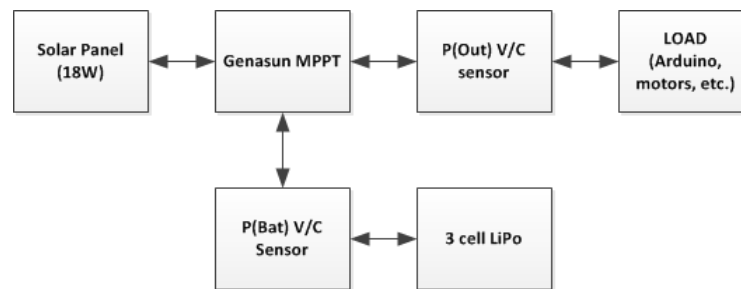 Solar Panel
(18W)
Genasun MPPT
P(Out) V/C
sensor
LOAD
(Arduino,
motors, etc.)
P(Bat) V/C
Sensor
3 cell LiPo